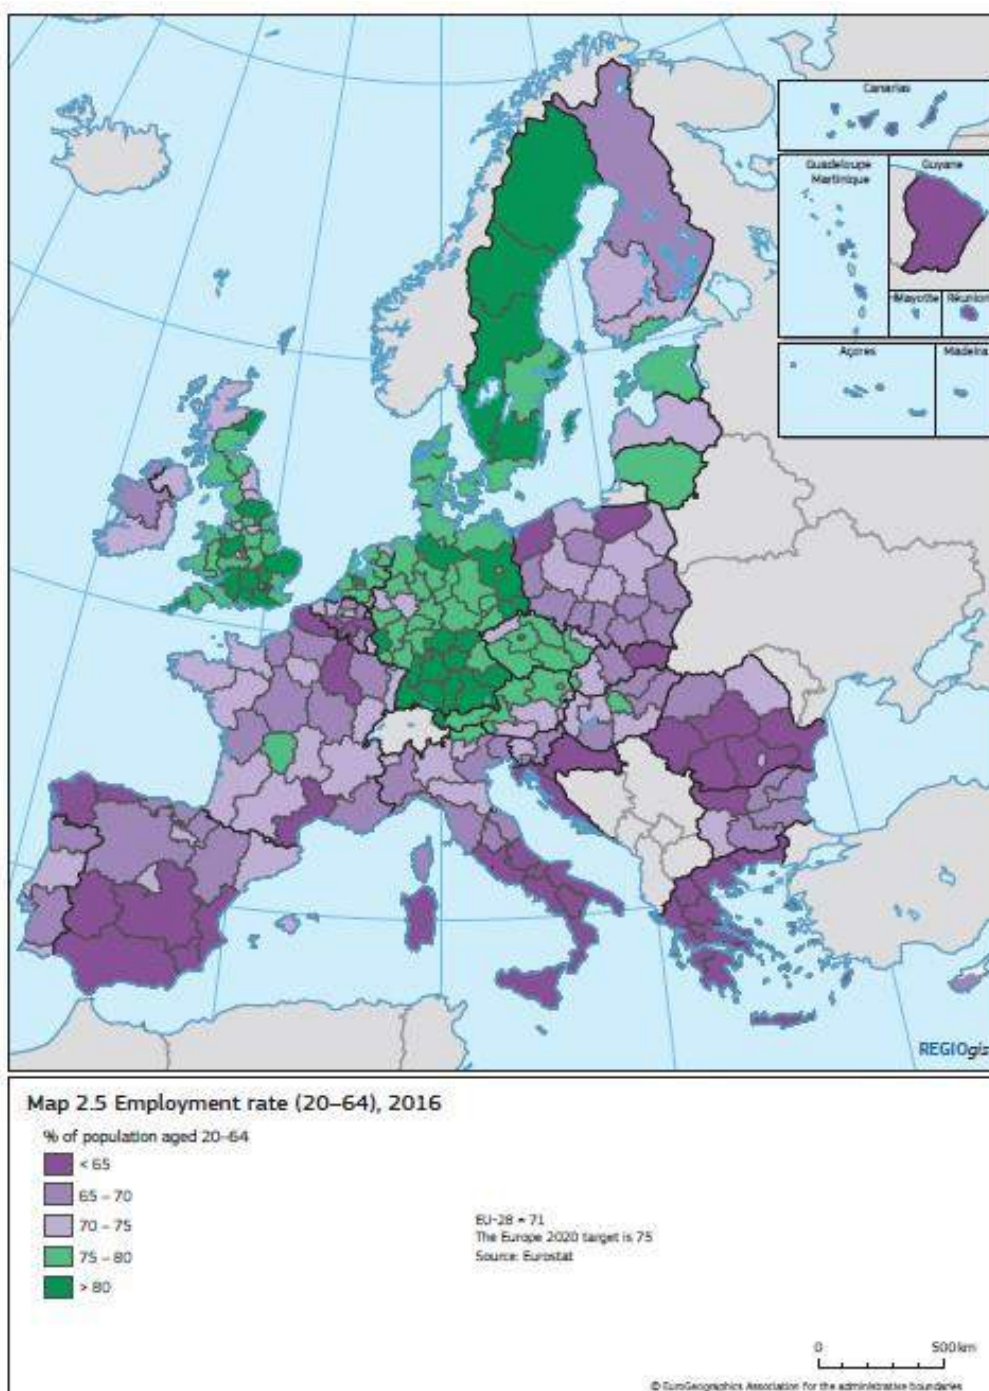 Canarias
Guadeloupe
Martinique
Guyane
Mayotte
Réunion
Açores
Madeira
REGIOgis
Map 2.5 Employment rate (20–64), 2016
% of population aged 20–64
< 65
65 – 70
70 – 75
75 – 80
> 80
EU-28 = 71
The Europe 2020 target is 75
Source: Eurostat
0 500 km
© EuroGeographics Association for the administrative boundaries